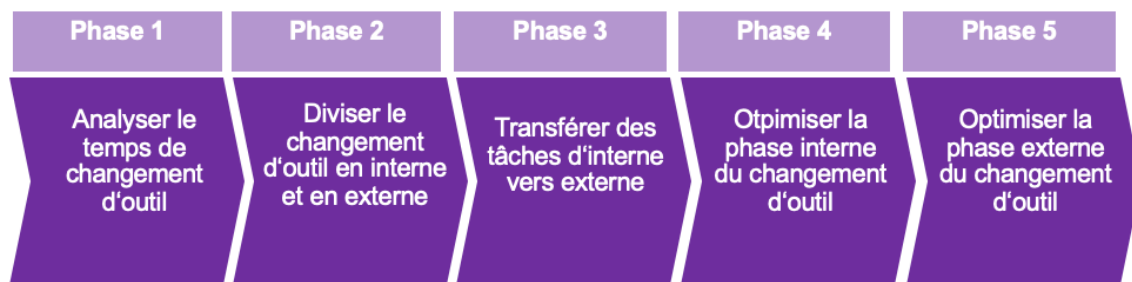 Phase 1
Phase 2
Phase 3
Phase 4
Phase 5
Analyser le
temps de
changement
d‘outil
Diviser le
changement
d‘outil en interne
et en externe
Transférer des
tâches d‘interne
vers externe
Otpimiser la
phase interne
du changement
d‘outil
Optimiser la
phase externe
du changement
d‘outil